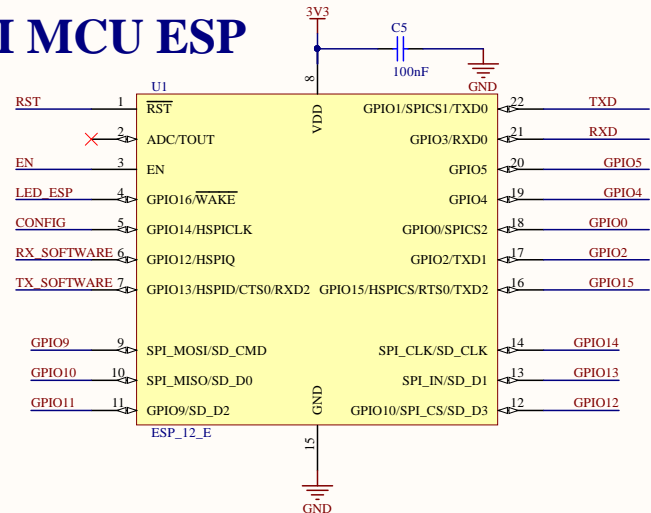 I MCU ESP
3V3
C5
100nF
GND
U1
8
VDD
RST 1 RST GPIO1/SPICS1/TXD0 22 TXD
2 ADC/TOUT GPIO3/RXD0 21 RXD
EN 3 EN GPIO5 20 GPIO5
LED_ESP 4 GPIO16/WAKE GPIO4 19 GPIO4
CONFIG 5 GPIO14/HSPICLK GPIO0/SPICS2 18 GPIO0
RX_SOFTWARE 6 GPIO12/HSPIQ GPIO2/TXD1 17 GPIO2
TX_SOFTWARE 7 GPIO13/HSPID/CTS0/RXD2 GPIO15/HSPICS/RTS0/TXD2 16 GPIO15
GPIO9 9 SPI_MOSI/SD_CMD SPI_CLK/SD_CLK 14 GPIO14
GPIO10 10 SPI_MISO/SD_D0 SPI_IN/SD_D1 13 GPIO13
GPIO11 11 GPIO9/SD_D2 GPIO10/SPI_CS/SD_D3 12 GPIO12
GND
ESP_12_E
15
GND